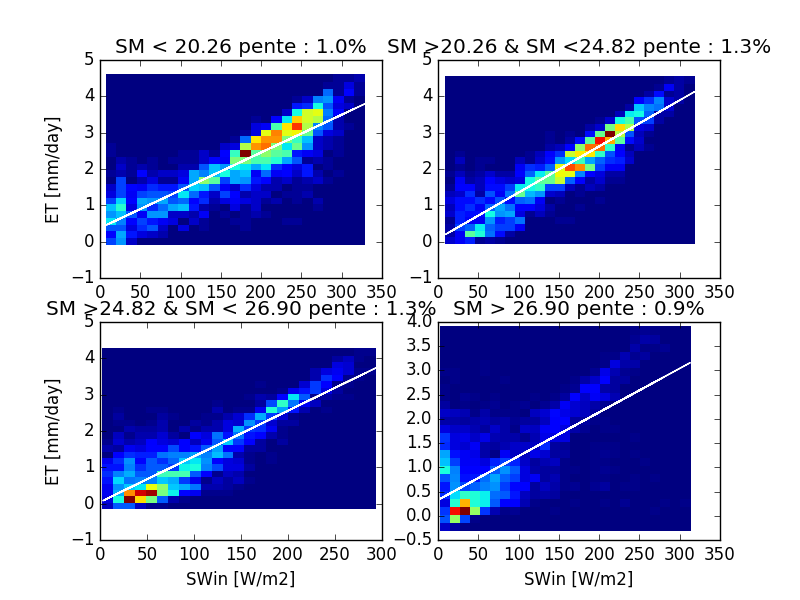 SM < 20.26 pente : 1.0%
SM >20.26 & SM <24.82 pente : 1.3%
5
4
3
2
1
0
−1
ET [mm/day]
0 50 100 150 200 250 300 350
5
4
3
2
1
0
−1
0 50 100 150 200 250 300 350
SM >24.82 & SM < 26.90 pente : 1.3%
SM > 26.90 pente : 0.9%
5
4
3
2
1
0
−1
ET [mm/day]
0 50 100 150 200 250 300
SWin [W/m2]
4.0
3.5
3.0
2.5
2.0
1.5
1.0
0.5
0.0
−0.5
0 50 100 150 200 250 300 350
SWin [W/m2]